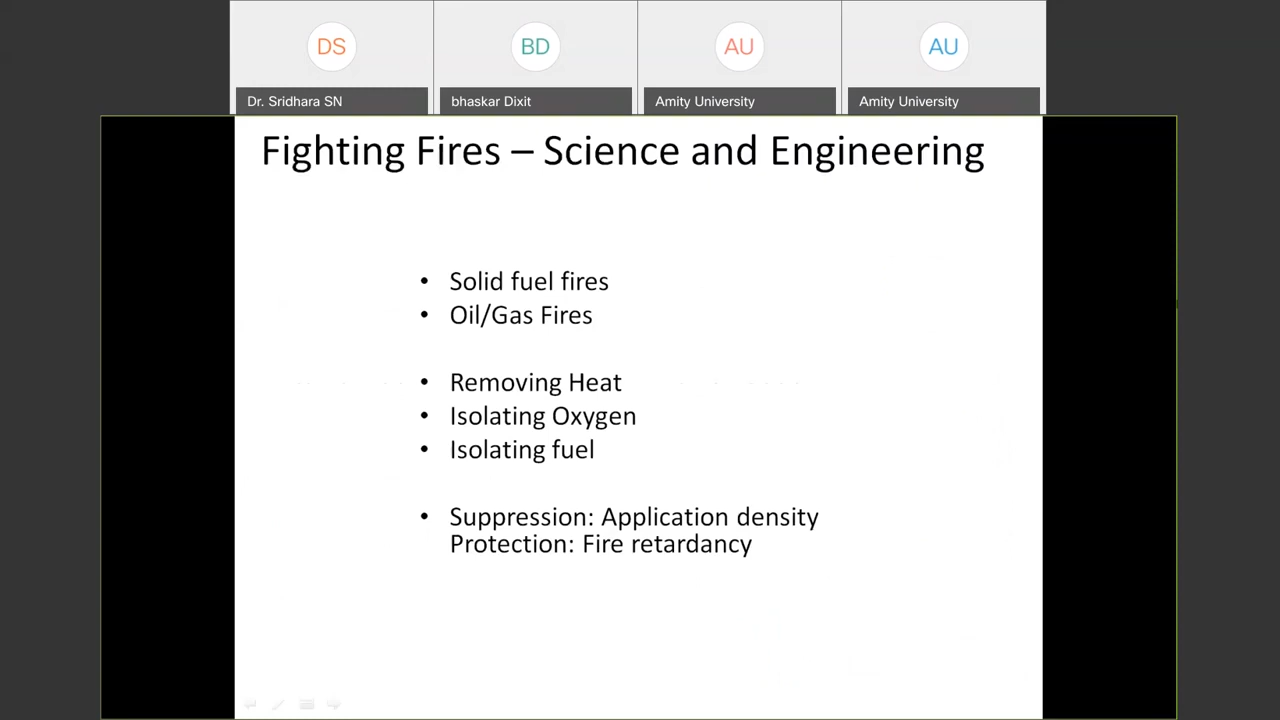 DS
BD
AU
AU
Dr. Sridhara SN
bhaskar Dixit
Amity University
Amity University
Fighting Fires – Science and Engineering
• Solid fuel fires
• Oil/Gas Fires
• Removing Heat
• Isolating Oxygen
• Isolating fuel
• Suppression: Application density
Protection: Fire retardancy